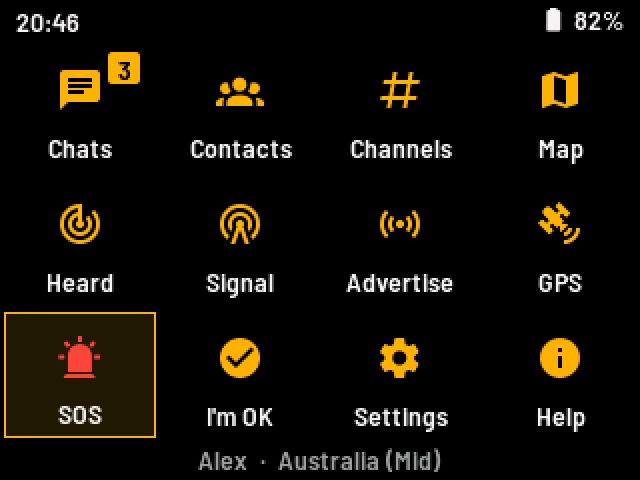 20:46 82%
3
Chats Contacts Channels Map
Heard Signal Advertise GPS
SOS I'm OK Settings Help
Alex · Australia (Mid)